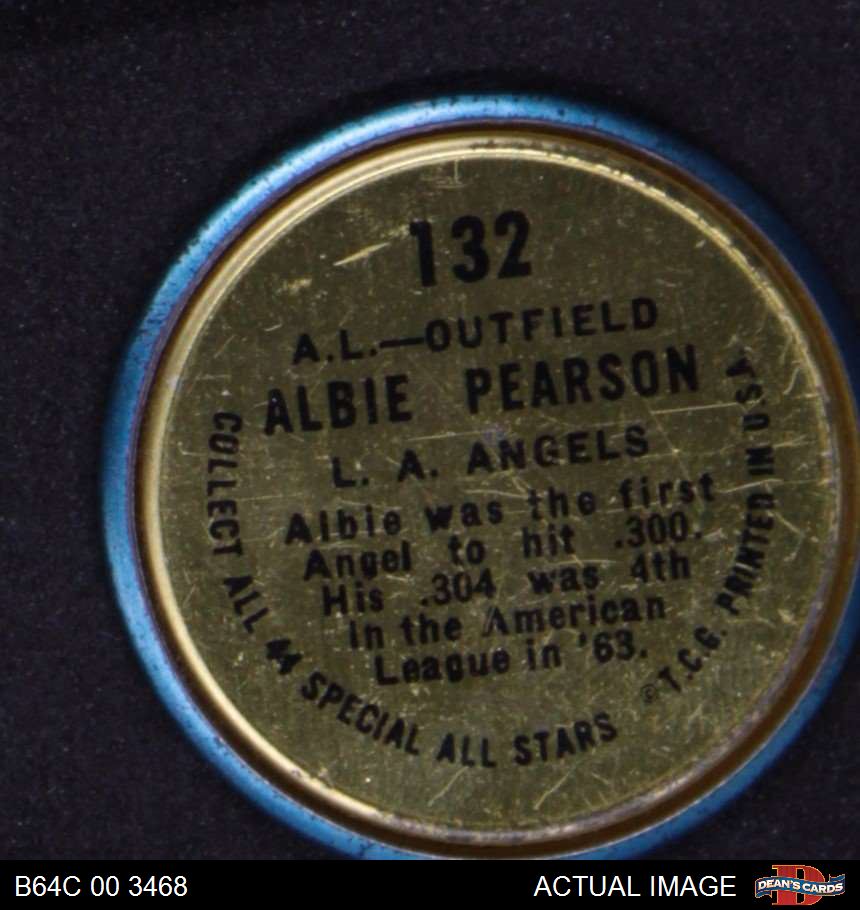 132
A.L.—OUTFIELD
ALBIE PEARSON
L. A. ANGELS
Albie was the first
Angel to hit .300.
His .304 was 4th
in the American
League in '63.
COLLECT ALL 44 SPECIAL ALL STARS
© T.C.G. PRINTED IN U.S.A.
B64C 00 3468
ACTUAL IMAGE
DEAN'S CARDS